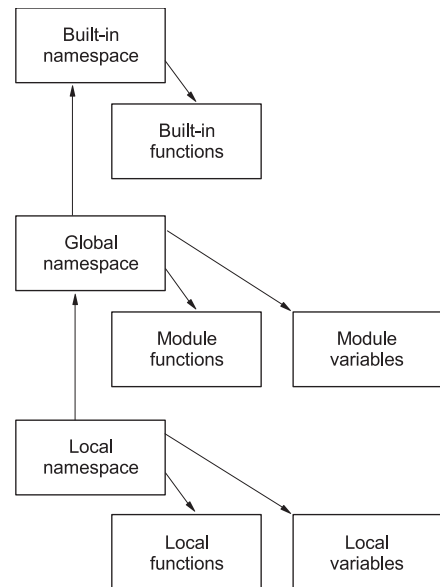 Built-in
namespace
Built-in
functions
Global
namespace
Module
functions
Module
variables
Local
namespace
Local
functions
Local
variables